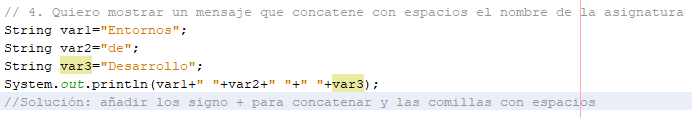 // 4. Quiero mostrar un mensaje que concatene con espacios el nombre de la asignatura
String var1="Entornos";
String var2="de";
String var3="Desarrollo";
System.out.println(var1+" "+var2+" "+" "+var3);
//Solución: añadir los signo + para concatenar y las comillas con espacios